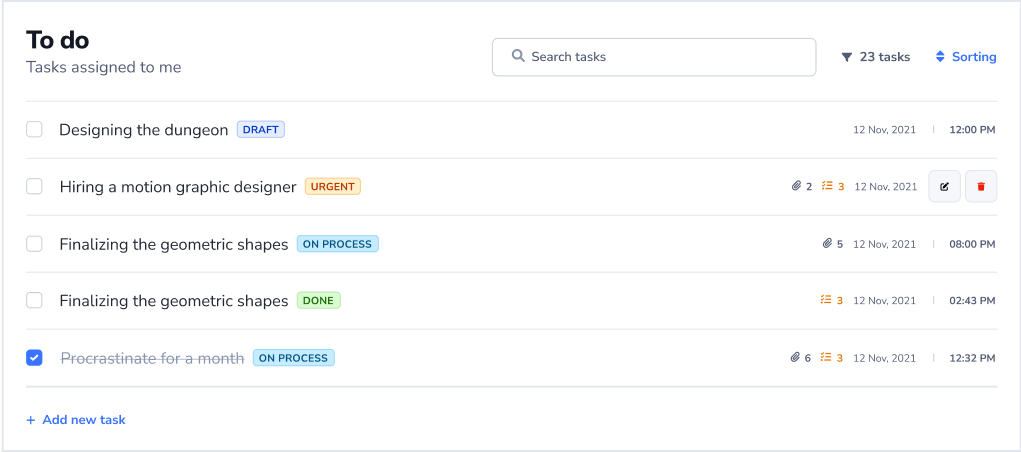 To do
Tasks assigned to me
Search tasks
23 tasks
Sorting
Designing the dungeon DRAFT 12 Nov, 2021 12:00 PM
Hiring a motion graphic designer URGENT 2 3 12 Nov, 2021
Finalizing the geometric shapes ON PROCESS 5 12 Nov, 2021 08:00 PM
Finalizing the geometric shapes DONE 3 12 Nov, 2021 02:43 PM
Procrastinate for a month ON PROCESS 6 3 12 Nov, 2021 12:32 PM
+ Add new task